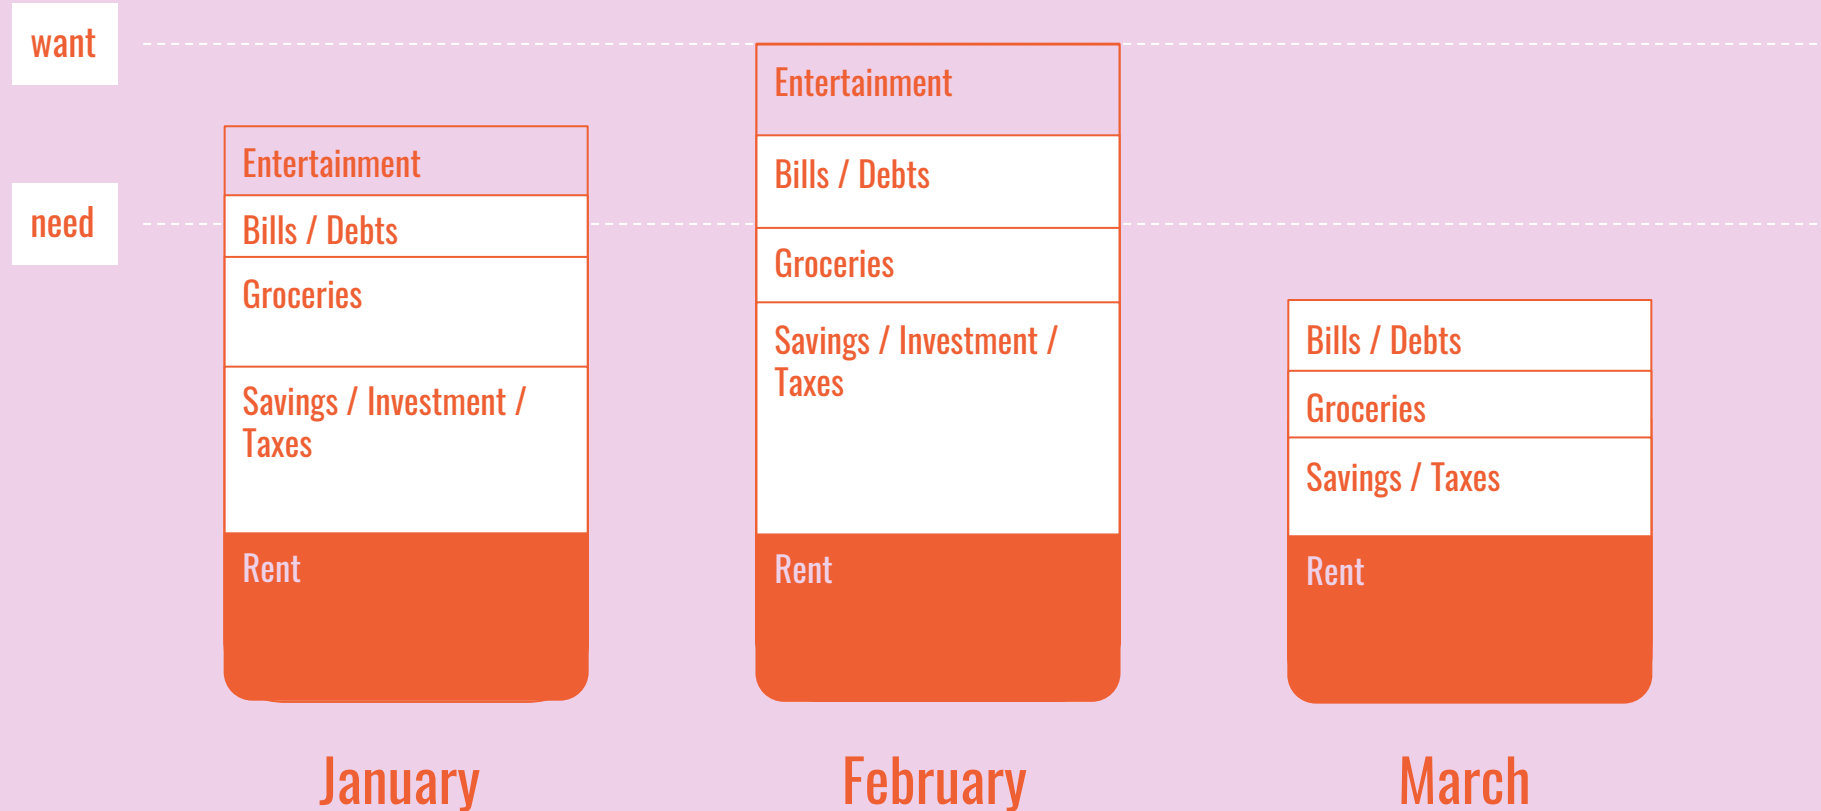 want
need
Entertainment
Bills / Debts
Groceries
Savings / Investment /
Taxes
Rent
January
Entertainment
Bills / Debts
Groceries
Savings / Investment /
Taxes
Rent
February
Bills / Debts
Groceries
Savings / Taxes
Rent
March